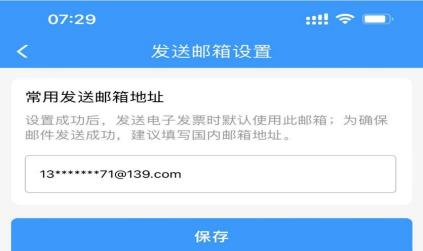 07:29
发送邮箱设置
常用发送邮箱地址
设置成功后，发送电子发票时默认使用此邮箱；为确保
邮件发送成功，建议填写国内邮箱地址。
13*******71@139.com
保存